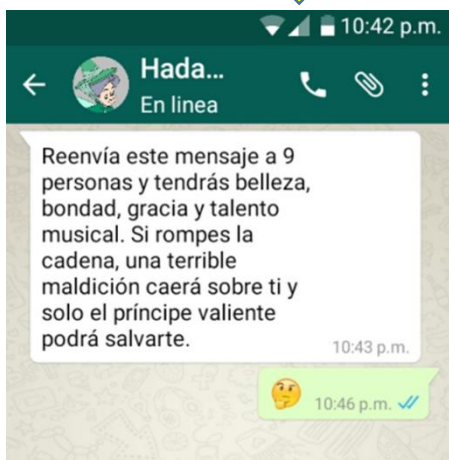 10:42 p.m.
Hada...
En linea
Reenvía este mensaje a 9
personas y tendrás belleza,
bondad, gracia y talento
musical. Si rompes la
cadena, una terrible
maldición caerá sobre ti y
solo el príncipe valiente
podrá salvarte.
10:43 p.m.
10:46 p.m.